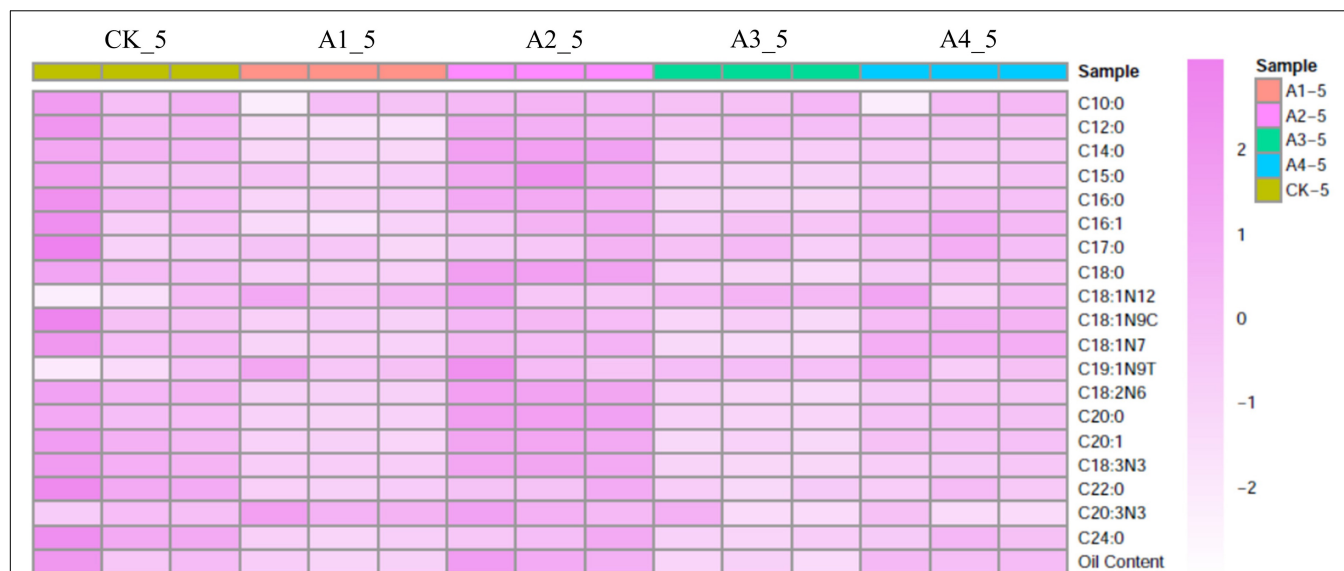 CK_5 A1_5 A2_5 A3_5 A4_5
Sample
C10:0
C12:0
C14:0
C15:0
C16:0
C16:1
C17:0
C18:0
C18:1N12
C18:1N9C
C18:1N7
C19:1N9T
C18:2N6
C20:0
C20:1
C18:3N3
C22:0
C20:3N3
C24:0
Oil Content
2
1
0
−1
−2
Sample
A1−5
A2−5
A3−5
A4−5
CK−5